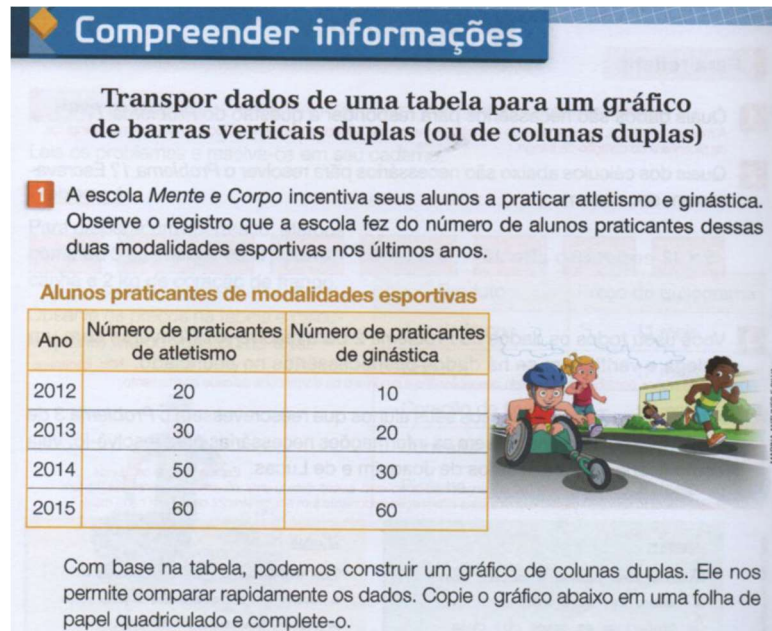 Compreender informações
Transpor dados de uma tabela para um gráfico
de barras verticais duplas (ou de colunas duplas)
1 A escola Mente e Corpo incentiva seus alunos a praticar atletismo e ginástica.
Observe o registro que a escola fez do número de alunos praticantes dessas
duas modalidades esportivas nos últimos anos.
Alunos praticantes de modalidades esportivas
Ano Número de praticantes de atletismo Número de praticantes de ginástica
2012 20 10
2013 30 20
2014 50 30
2015 60 60
Com base na tabela, podemos construir um gráfico de colunas duplas. Ele nos
permite comparar rapidamente os dados. Copie o gráfico abaixo em uma folha de
papel quadriculado e complete-o.